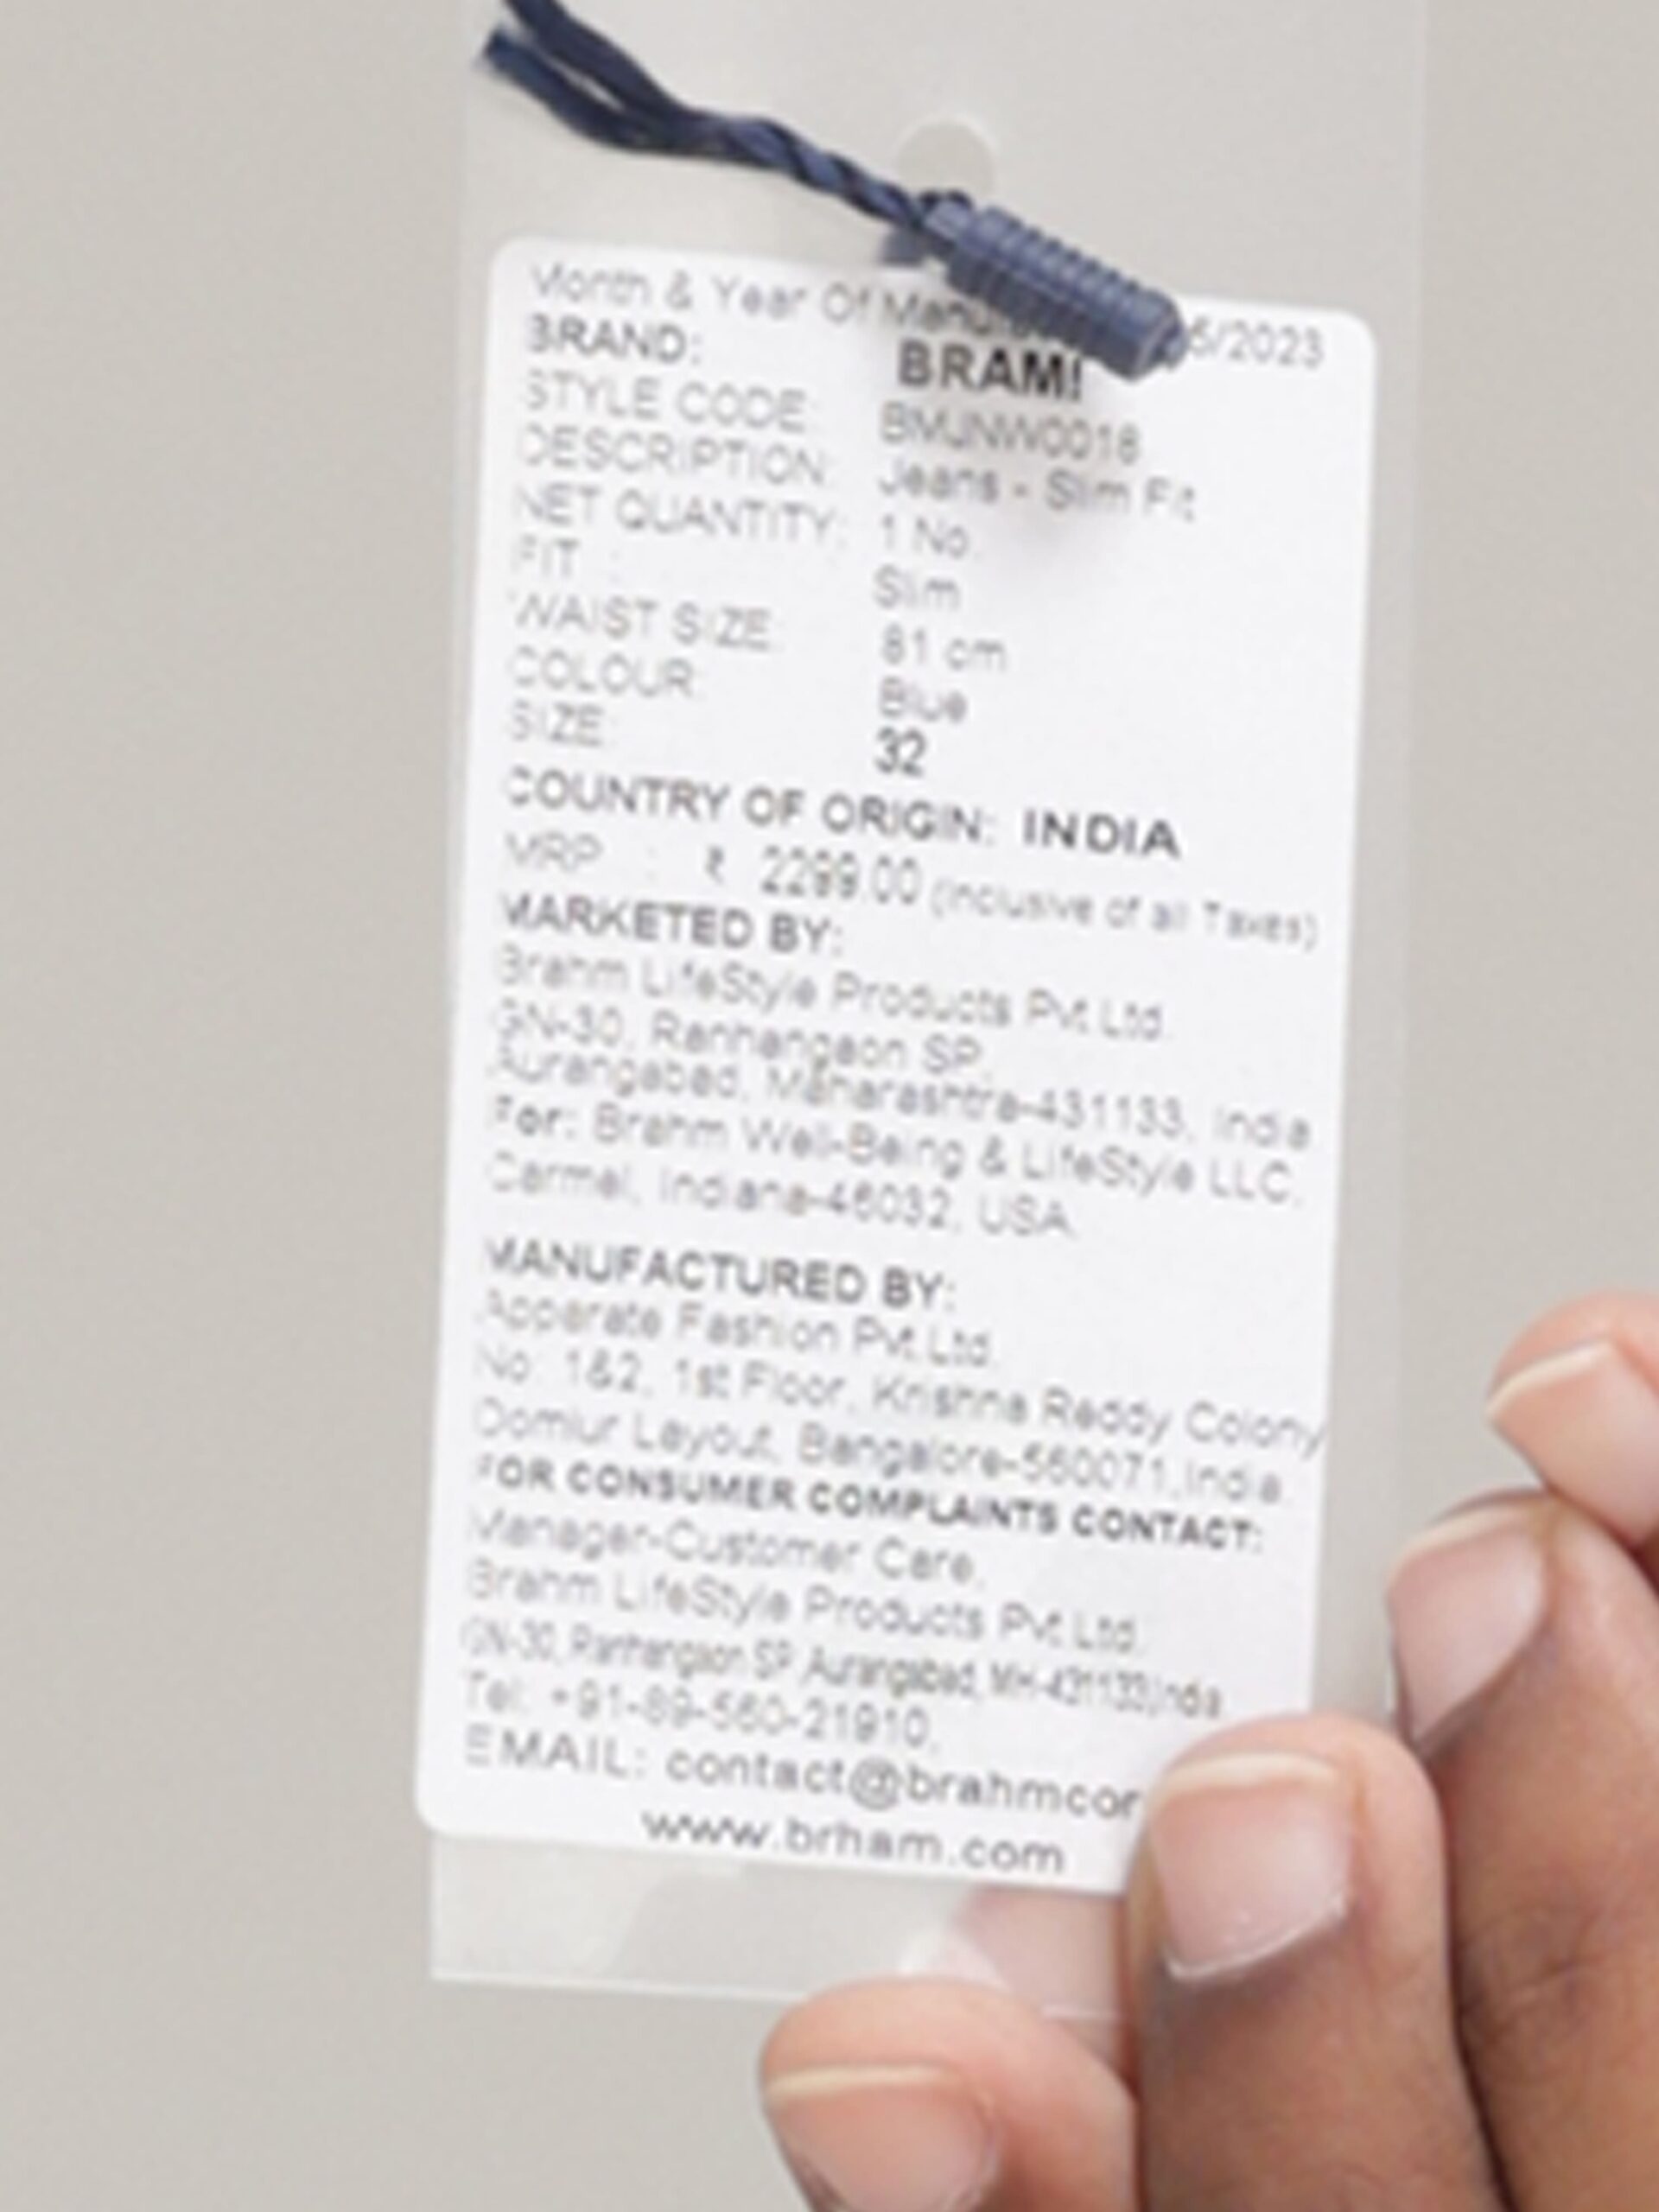 Month & Year Of 5/2023
BRAND: BRAM!
STYLE CODE: BMJNW0018
DESCRIPTION: Jeans - Slim Fit
NET QUANTITY: 1 No.
FIT : Slim
WAIST SIZE: 81 cm
COLOUR: Blue
SIZE: 32
COUNTRY OF ORIGIN: INDIA
MRP : ₹ 2299.00 (Inclusive of all Taxes)
MARKETED BY:
Brahm LifeStyle Products Pvt.Ltd.
GN-30, Ranhangaon SP,
Aurangabad, Maharashtra-431133, India
For: Brahm Well-Being & LifeStyle LLC,
Carmel, Indiana-46032, USA.
MANUFACTURED BY:
Apparate Fashion Pvt.Ltd.
No: 1&2, 1st Floor, Krishna Reddy Colony
Domlur Layout, Bangalore-560071,India.
FOR CONSUMER COMPLAINTS CONTACT:
Manager-Customer Care,
Brahm LifeStyle Products Pvt.Ltd.
GN-30, Ranhangaon SP, Aurangabad, MH-431133,India
Tel: +91-89-560-21910,
EMAIL: contact@brahmcor
www.brham.com